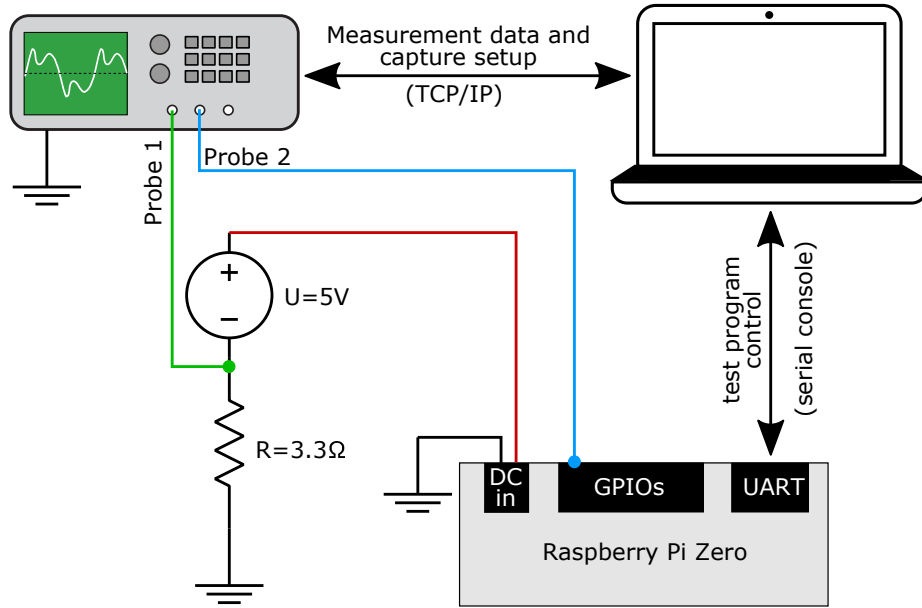 Measurement data and
capture setup
(TCP/IP)
Probe 1
Probe 2
+
U=5V
−
R=3.3Ω
test program
control
(serial console)
DC
in
GPIOs
UART
Raspberry Pi Zero